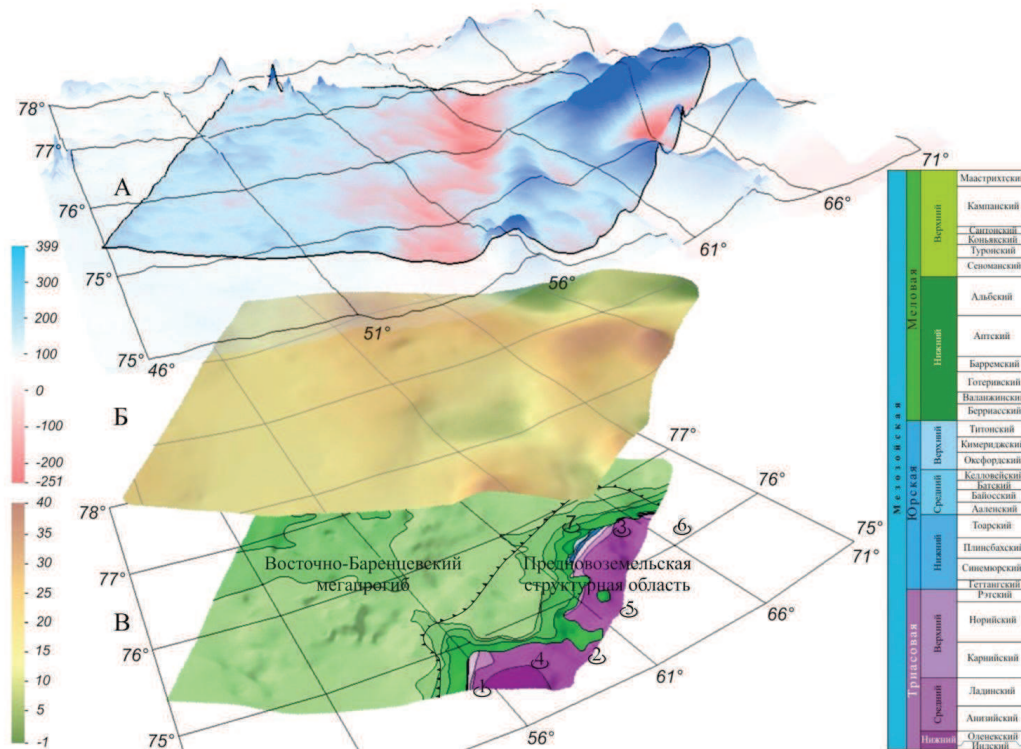 78°
77°
76°
75°
75°
46°
51°
56°
61°
66°
71°
А
399
300
200
100
0
-100
-200
-251
Б
40
35
30
25
20
15
10
5
-1
В
78°
77°
76°
75°
56°
61°
66°
71°
75°
76°
77°
Восточно-Баренцевский
мегапрогиб
Предновоземельская
структурная область
7
3
6
5
2
4
1
Мезозойская
Меловая
Юрская
Триасовая
Верхний
Нижний
Верхний
Средний
Нижний
Верхний
Средний
Нижний
Маастрихтский
Кампанский
Сантонский
Коньякский
Туронский
Сеноманский
Альбский
Аптский
Барремский
Готеривский
Валанжинский
Берриасский
Титонский
Кимериджский
Оксфордский
Келловейский
Батский
Байосский
Ааленский
Тоарский
Плинсбахский
Синемюрский
Геттангский
Рэтский
Норийский
Карнийский
Ладинский
Анизийский
Оленекский
Индский